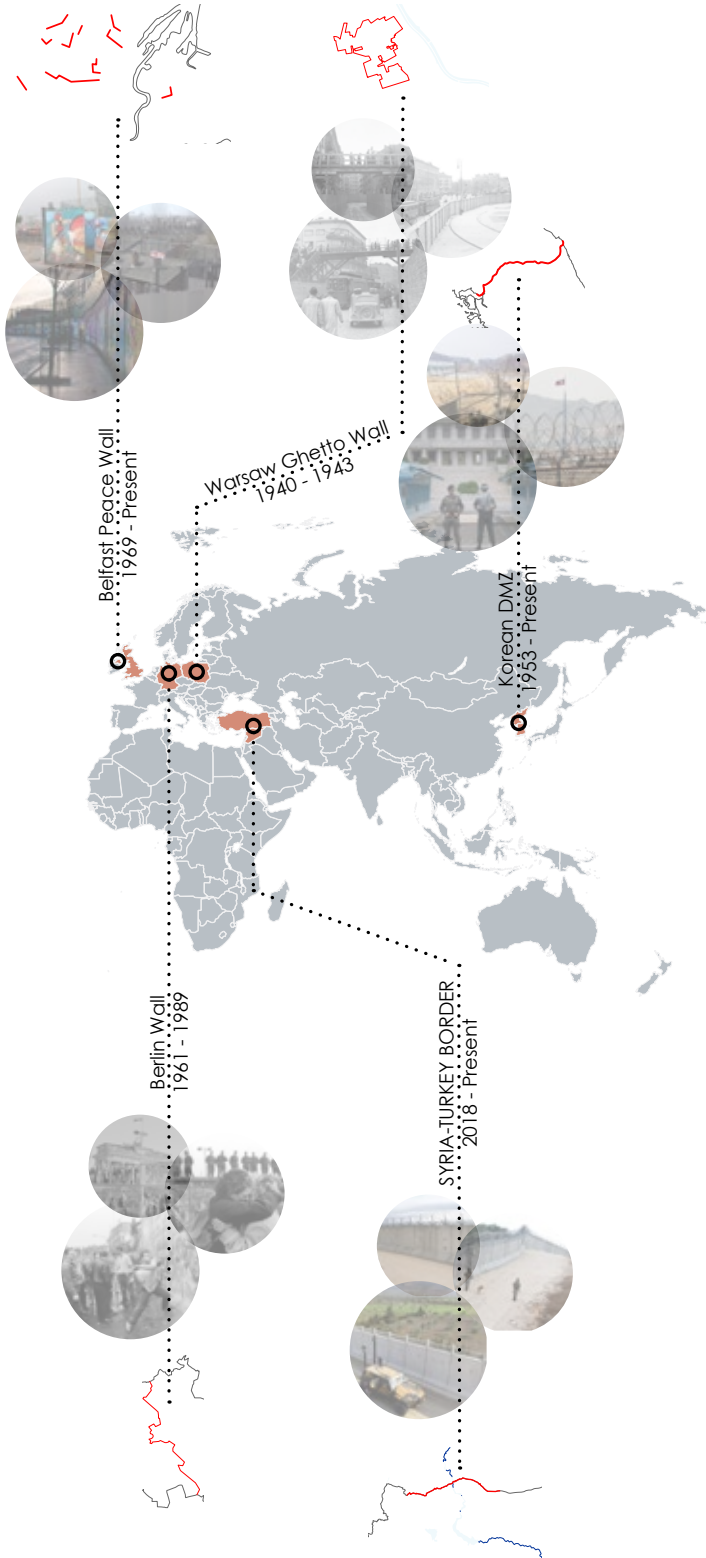 Belfast Peace Wall
1969 - Present
Warsaw Ghetto Wall
1940 - 1943
Korean DMZ
1953 - Present
Berlin Wall
1961 - 1989
SYRIA-TURKEY BORDER
2018 - Present